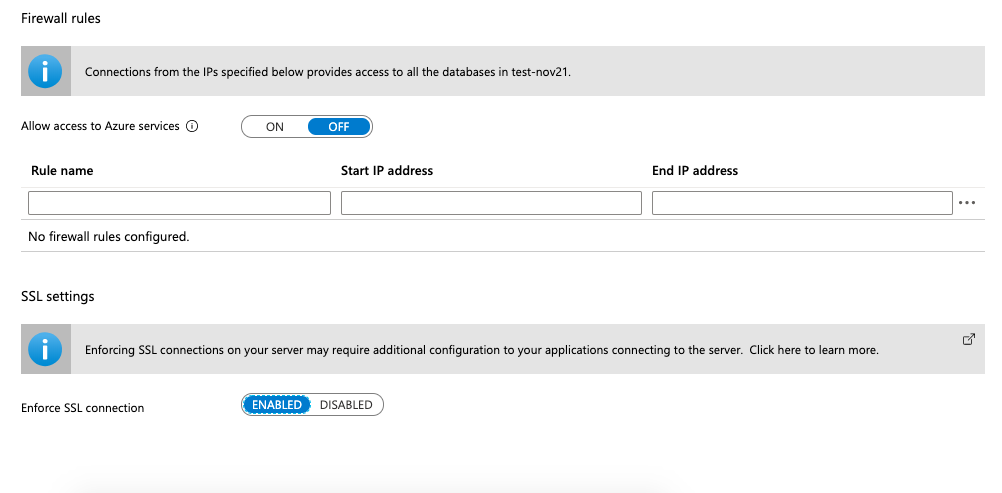 Firewall rules
Connections from the IPs specified below provides access to all the databases in test-nov21.
Allow access to Azure services ON OFF
Rule name Start IP address End IP address
No firewall rules configured.
SSL settings
Enforcing SSL connections on your server may require additional configuration to your applications connecting to the server. Click here to learn more.
Enforce SSL connection ENABLED DISABLED